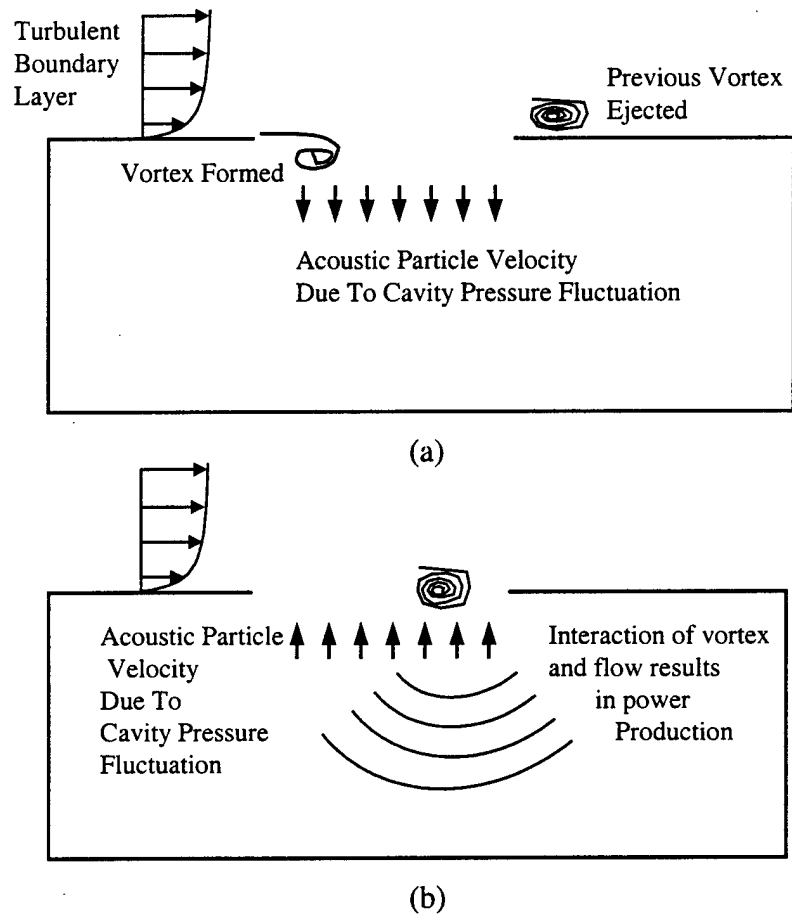 Turbulent
Boundary
Layer
Previous Vortex
Ejected
Vortex Formed
Acoustic Particle Velocity
Due To Cavity Pressure Fluctuation
(a)
Acoustic Particle
Velocity
Due To
Cavity Pressure
Fluctuation
Interaction of vortex
and flow results
in power
Production
(b)